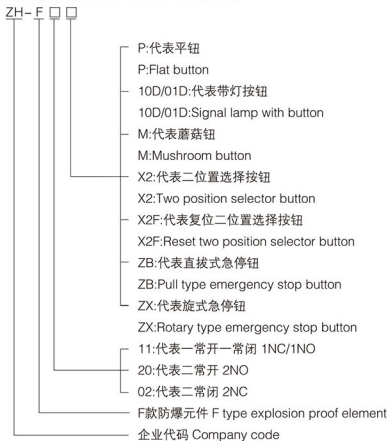 ZH-F□□
P:代表平钮
P:Flat button
10D/01D:代表带灯按钮
10D/01D:Signal lamp with button
M:代表蘑菇钮
M:Mushroom button
X2:代表二位置选择按钮
X2:Two position selector button
X2F:代表复位二位置选择按钮
X2F:Reset two position selector button
ZB:代表直拔式急停钮
ZB:Pull type emergency stop button
ZX:代表旋式急停钮
ZX:Rotary type emergency stop button
11:代表一常开一常闭 1NC/1NO
20:代表二常开 2NO
02:代表二常闭 2NC
F款防爆元件 F type explosion proof element
企业代码 Company code